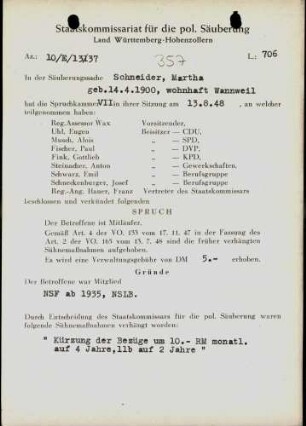 Staatskommissariat für die pol. Säuberung
Land Württemberg-Hohenzollern
Az.: 10/E/13/37 357 L: 706
In der Säuberungssache Schneider, Martha
geb.14.4.1900, wohnhaft Wannweil
hat die Spruchkammer VII in ihrer Sitzung am 13.8.48 , an welcher
teilgenommen haben:
Reg.Assessor Wax Vorsitzender,
Uhl, Eugen Beisitzer — CDU,
Munch, Alois „ — SPD,
Fischer, Paul „ — DVP,
Fink, Gottlieb „ — KPD,
Steinacher, Anton „ — Gewerkschaften,
Schwarz, Emil „ — Berufsgruppe
Schneckenburger, Josef „ — Berufsgruppe
Reg.-Ang. Hauer, Franz Vertreter des Staatskommissars
beschlossen und verkündet folgenden
SPRUCH
Der Betroffene ist Mitläufer.
Gemäß Art. 4 der VO. 133 vom 17. 11. 47 in der Fassung des
Art. 2 der VO. 165 vom 13. 7. 48 sind die früher verhängten
Sühnemaßnahmen aufgehoben.
Es wird eine Verwaltungsgebühr von DM 5.- erhoben.
Gründe
Der Betroffene war Mitglied
NSF ab 1935, NSLB.
Durch Entscheidung des Staatskommissars für die pol. Säuberung waren
folgende Sühnemaßnahmen verhängt worden:
" Kürzung der Bezüge um 10.- RM monatl.
auf 4 Jahre,11b auf 2 Jahre "